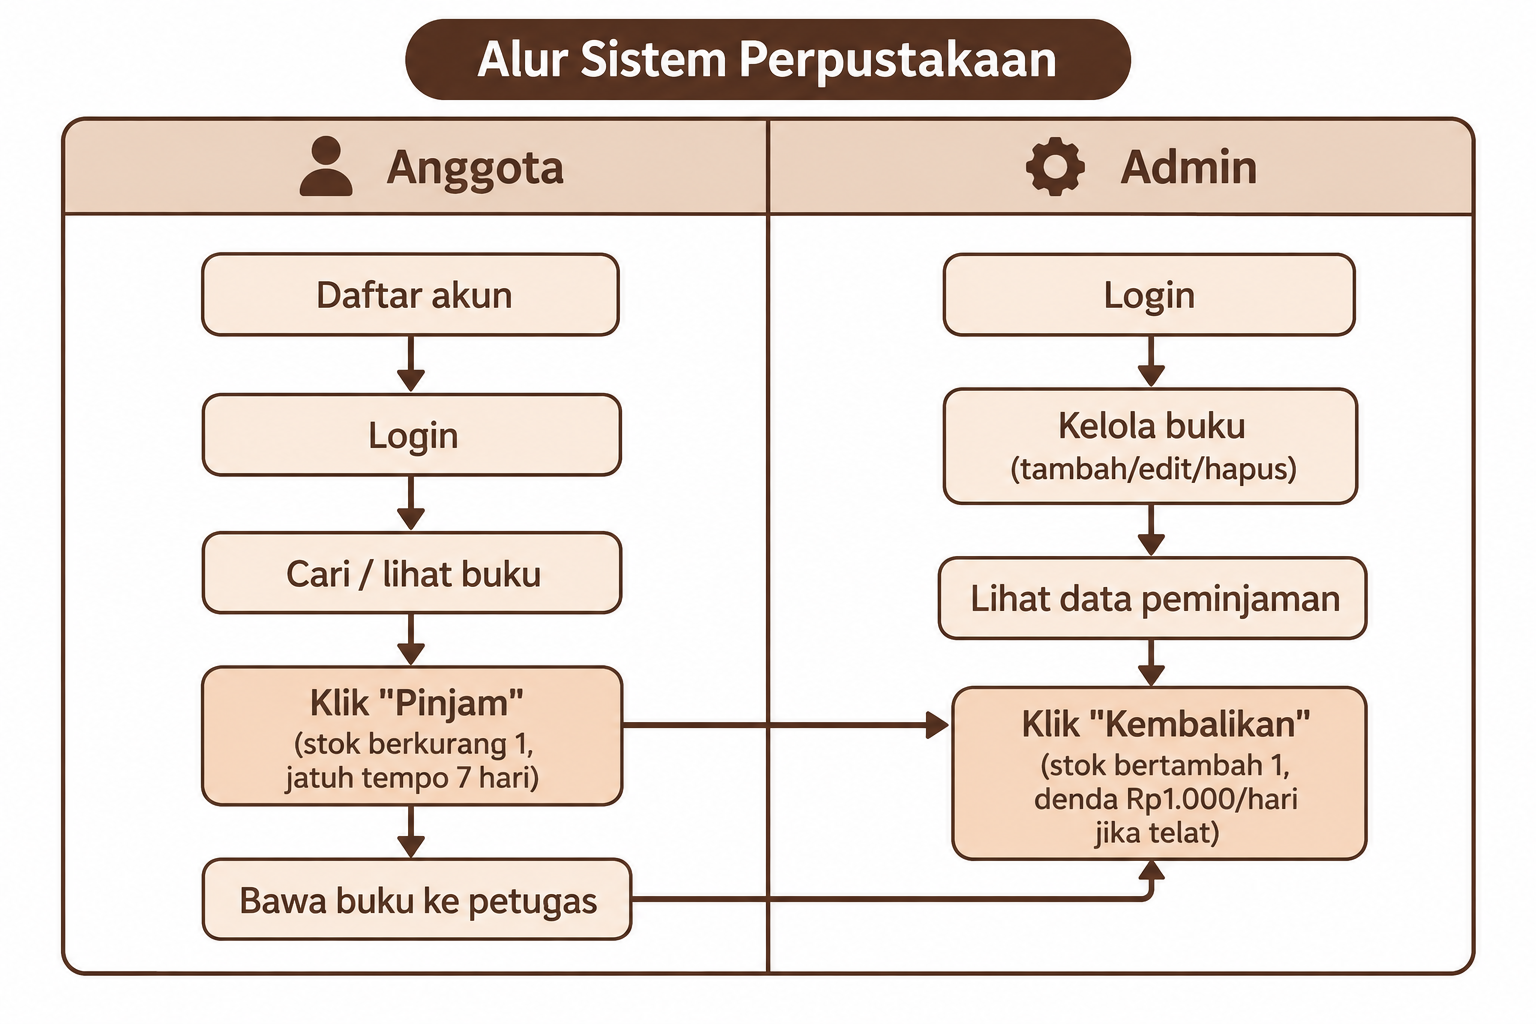 Alur Sistem Perpustakaan
Anggota
Daftar akun
Login
Cari / lihat buku
Klik "Pinjam"
(stok berkurang 1,
jatuh tempo 7 hari)
Bawa buku ke petugas
Admin
Login
Kelola buku
(tambah/edit/hapus)
Lihat data peminjaman
Klik "Kembalikan"
(stok bertambah 1,
denda Rp1.000/hari
jika telat)